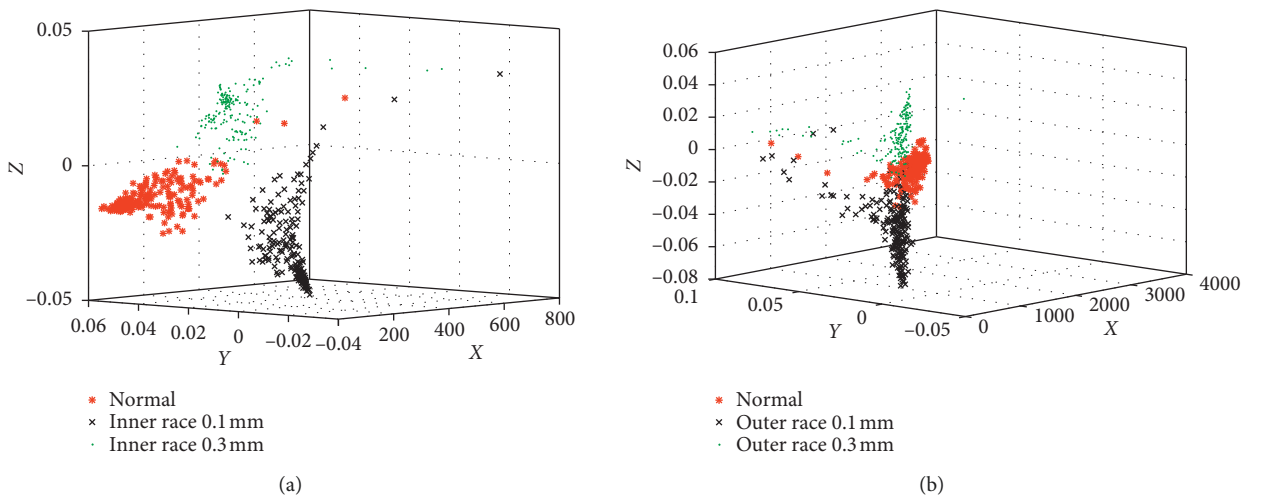 0.05
0
−0.05
Z
0.06
0.04
0.02
0
−0.02
−0.04
Y
200
400
600
800
X
Normal
Inner race 0.1 mm
Inner race 0.3 mm
(a)
0.06
0.04
0.02
0
−0.02
−0.04
−0.06
−0.08
Z
0.1
0.05
0
−0.05
Y
0
1000
2000
3000
4000
X
Normal
Outer race 0.1 mm
Outer race 0.3 mm
(b)